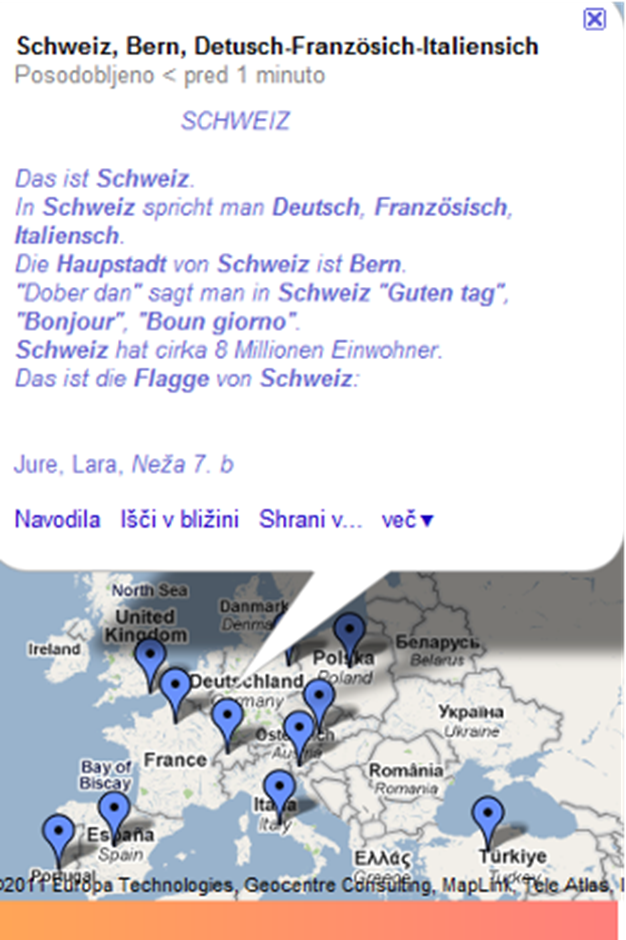 Schweiz, Bern, Detusch-Französich-Italiensich
Posodobljeno < pred 1 minuto
SCHWEIZ
Das ist Schweiz.
In Schweiz spricht man Deutsch, Französisch,
Italiensch.
Die Haupstadt von Schweiz ist Bern.
"Dober dan" sagt man in Schweiz "Guten tag",
"Bonjour", "Boun giorno".
Schweiz hat cirka 8 Millionen Einwohner.
Das ist die Flagge von Schweiz:
Jure, Lara, Neža 7. b
Navodila Išči v bližini Shrani v... več▼
North Sea
United
Kingdom
Ireland
Danmark
Polska
Poland
Беларусь
Belarus
Deutschland
Germany
Україна
Ukraine
France
Bay of
Biscay
România
Romania
Italia
Italy
España
Spain
Portugal
Ελλάς
Greece
Türkiye
Turkey
©2011 Europa Technologies, Geocentre Consulting, MapLink, Tele Atlas,